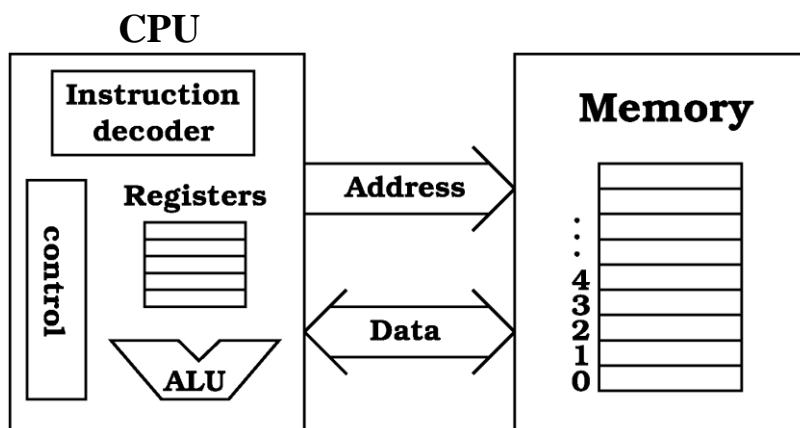 CPU
Instruction
decoder
Registers
control
ALU
Address
Data
Memory
.
.
.
4
3
2
1
0